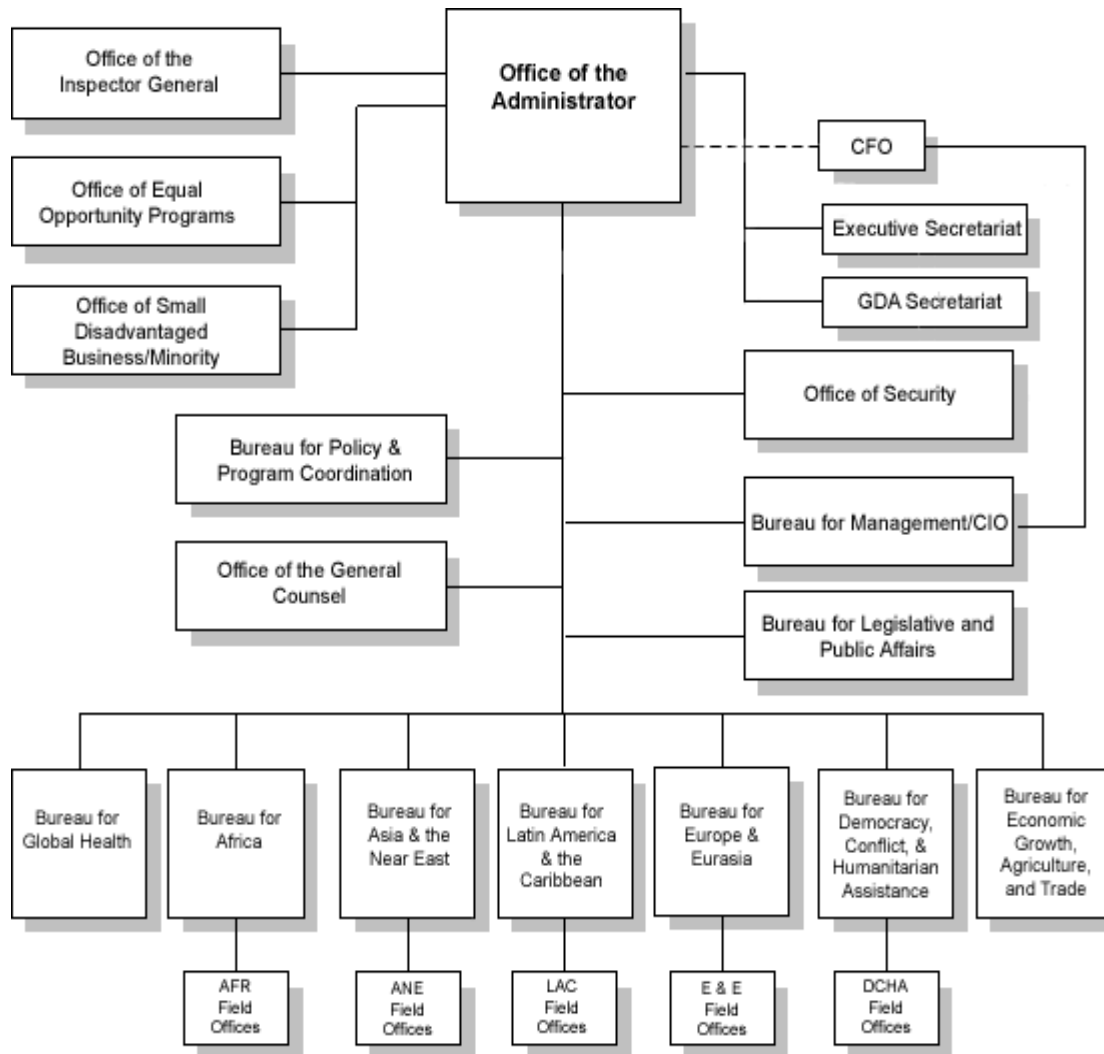 Office of the
Inspector General
Office of the
Administrator
CFO
Office of Equal
Opportunity Programs
Executive Secretariat
GDA Secretariat
Office of Small
Disadvantaged
Business/Minority
Office of Security
Bureau for Policy &
Program Coordination
Bureau for Management/CIO
Office of the General
Counsel
Bureau for Legislative and
Public Affairs
Bureau for
Global Health
Bureau for
Africa
Bureau for
Asia & the
Near East
Bureau for
Latin America
& the
Caribbean
Bureau for
Europe &
Eurasia
Bureau for
Democracy,
Conflict, &
Humanitarian
Assistance
Bureau for
Economic
Growth,
Agriculture,
and Trade
AFR
Field
Offices
ANE
Field
Offices
LAC
Field
Offices
E & E
Field
Offices
DCHA
Field
Offices